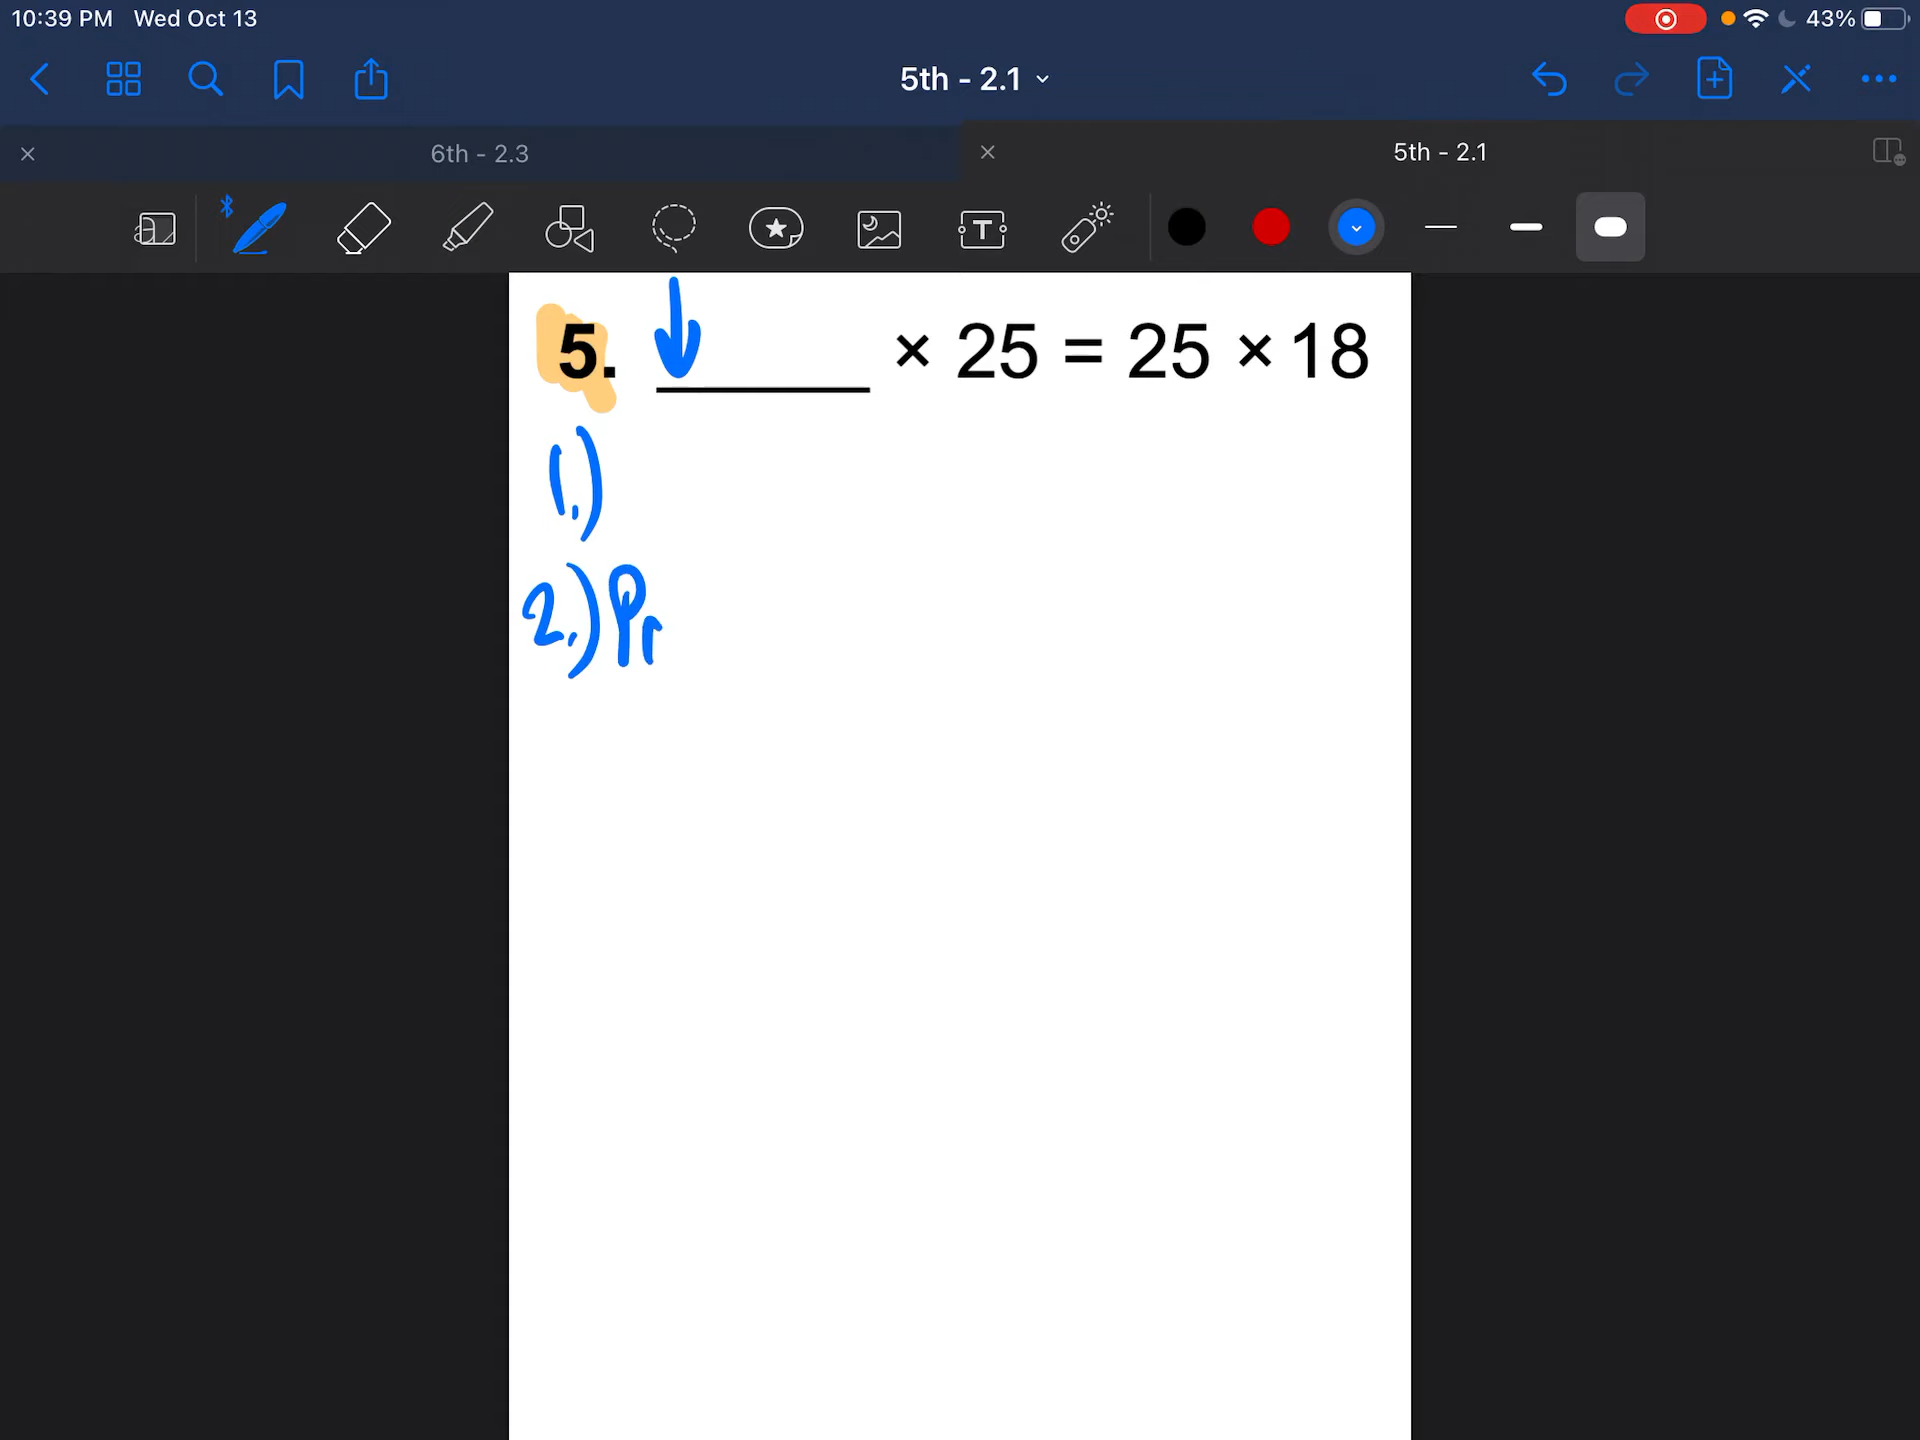 10:39 PM Wed Oct 13 43%
5th - 2.1
6th - 2.3 5th - 2.1
5. ______ × 25 = 25 × 18
1.)
2.) Pr